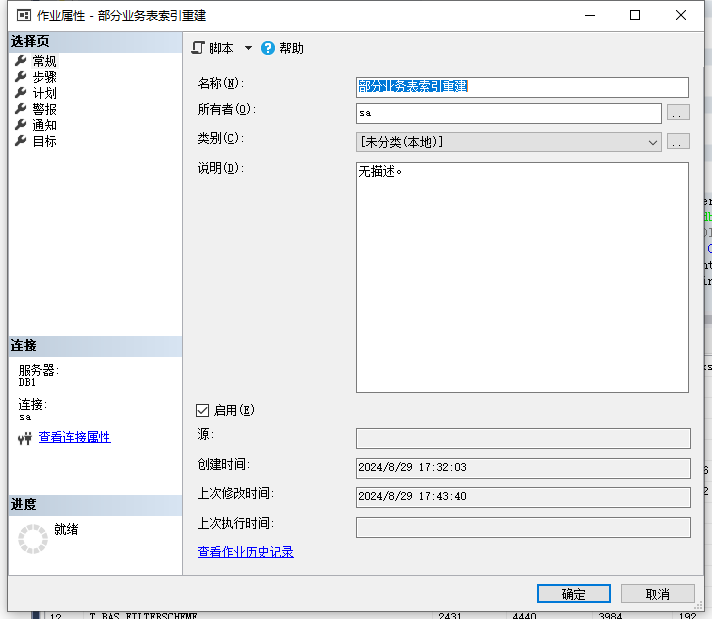 作业属性 - 部分业务表索引重建
选择页
常规
步骤
计划
警报
通知
目标
连接
服务器:
DB1
连接:
sa
查看连接属性
进度
就绪
脚本 帮助
名称(N): 部分业务表索引重建
所有者(O): sa ..
类别(C): [未分类(本地)] ..
说明(D): 无描述。
启用(E)
源:
创建时间: 2024/8/29 17:32:03
上次修改时间: 2024/8/29 17:43:40
上次执行时间:
查看作业历史记录
确定 取消
12 T_BAS_FILTERSCHEME 2431 4440 3984 192